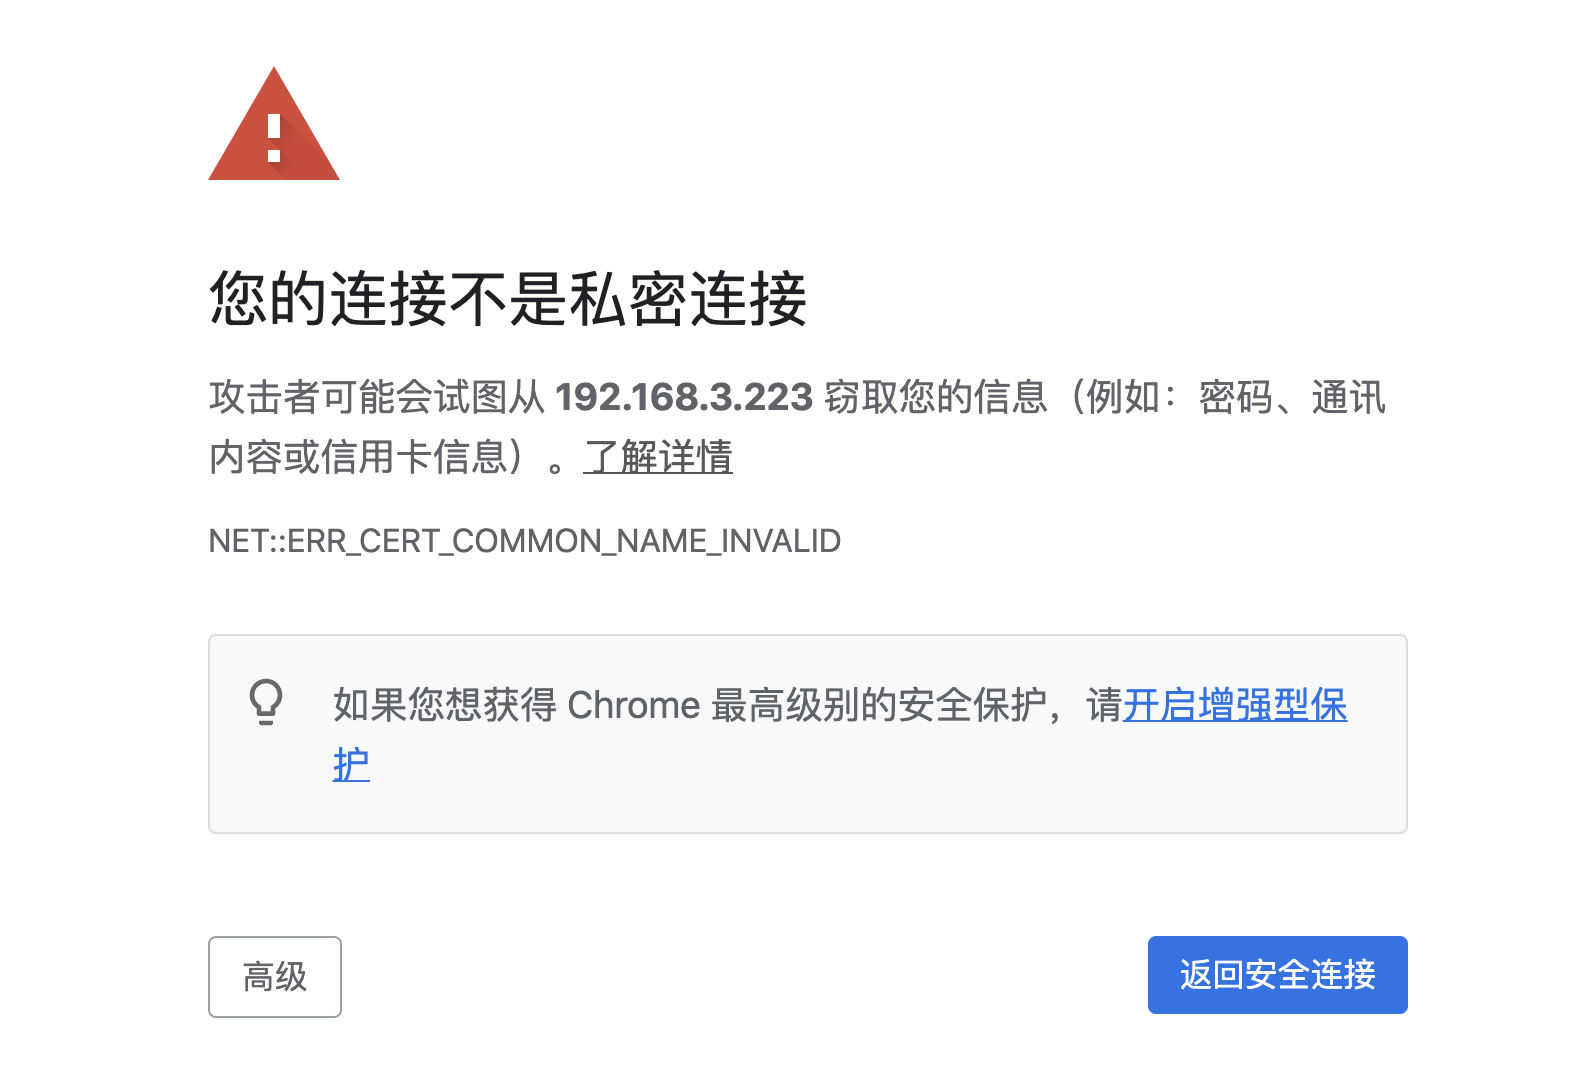 您的连接不是私密连接
攻击者可能会试图从 192.168.3.223 窃取您的信息（例如：密码、通讯
内容或信用卡信息）。了解详情
NET::ERR_CERT_COMMON_NAME_INVALID
如果您想获得 Chrome 最高级别的安全保护，请开启增强型保
护
高级
返回安全连接